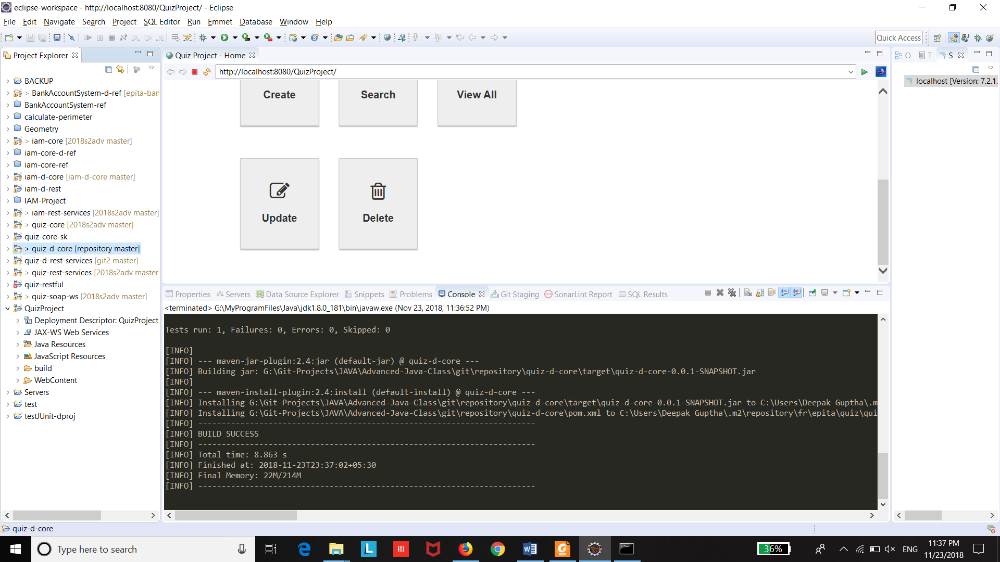 eclipse-workspace - http://localhost:8080/QuizProject/ - Eclipse
File Edit Navigate Search Project SQL Editor Run Emmet Database Window Help
Quick Access
Project Explorer
BACKUP
> BankAccountSystem-d-ref [epita-ban
BankAccountSystem-ref
calculate-perimeter
Geometry
> iam-core [2018s2adv master]
iam-core-d-ref
iam-core-ref
iam-d-core [iam-d-core master]
iam-d-rest
IAM-Project
> iam-rest-services [2018s2adv master]
> quiz-core [2018s2adv master]
quiz-core-sk
> quiz-d-core [repository master]
quiz-d-rest-services [git2 master]
> quiz-rest-services [2018s2adv master
quiz-restful
> quiz-soap-ws [2018s2adv master]
QuizProject
Deployment Descriptor: QuizProject
JAX-WS Web Services
Java Resources
JavaScript Resources
build
WebContent
Servers
test
testJUnit-dproj
Quiz Project - Home
http://localhost:8080/QuizProject/
Create Search View All
Update Delete
O T S
localhost [Version: 7.2.1.
Properties Servers Data Source Explorer Snippets Problems Console Git Staging SonarLint Report SQL Results
<terminated> G:\MyProgramFiles\Java\jdk1.8.0_181\bin\javaw.exe (Nov 23, 2018, 11:36:52 PM)
Tests run: 1, Failures: 0, Errors: 0, Skipped: 0
[INFO]
[INFO] --- maven-jar-plugin:2.4:jar (default-jar) @ quiz-d-core ---
[INFO] Building jar: G:\Git-Projects\JAVA\Advanced-Java-Class\git\repository\quiz-d-core\target\quiz-d-core-0.0.1-SNAPSHOT.jar
[INFO]
[INFO] --- maven-install-plugin:2.4:install (default-install) @ quiz-d-core ---
[INFO] Installing G:\Git-Projects\JAVA\Advanced-Java-Class\git\repository\quiz-d-core\target\quiz-d-core-0.0.1-SNAPSHOT.jar to C:\Users\Deepak Guptha\.m
[INFO] Installing G:\Git-Projects\JAVA\Advanced-Java-Class\git\repository\quiz-d-core\pom.xml to C:\Users\Deepak Guptha\.m2\repository\fr\epita\quiz\qui
[INFO] ------------------------------------------------------------------------
[INFO] BUILD SUCCESS
[INFO] ------------------------------------------------------------------------
[INFO] Total time: 8.863 s
[INFO] Finished at: 2018-11-23T23:37:02+05:30
[INFO] Final Memory: 22M/214M
[INFO] ------------------------------------------------------------------------
quiz-d-core
Type here to search
36%
ENG
11:37 PM
11/23/2018